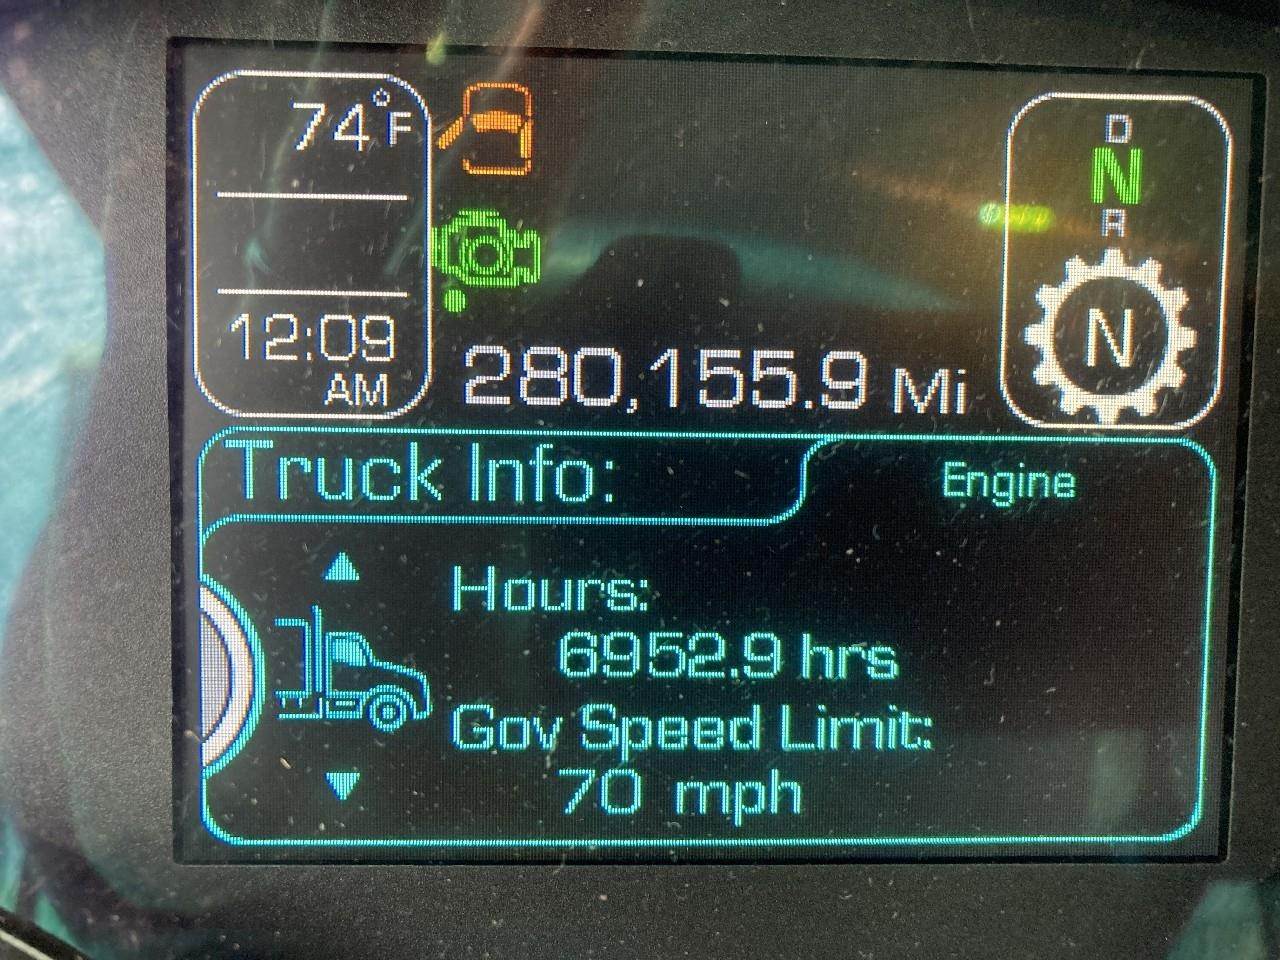 74°F
12:09
AM
280,155.9 Mi
D
N
R
N
Truck Info:
Engine
Hours:
6952.9 hrs
Gov Speed Limit:
70 mph